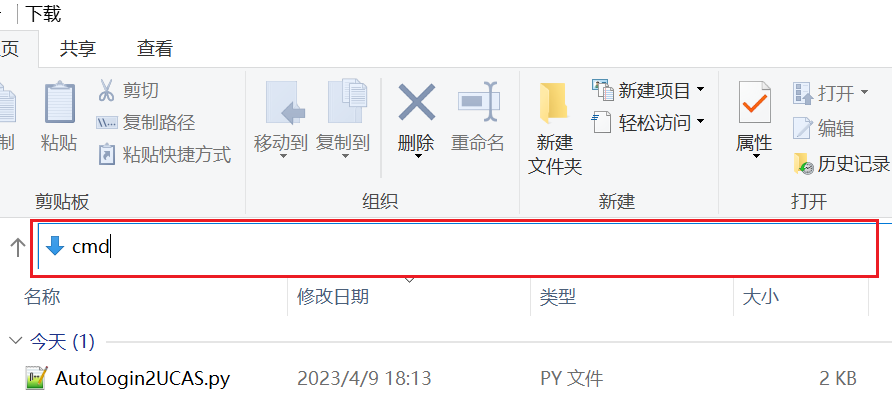 下载
页 共享 查看
制 粘贴 剪切
复制路径
粘贴快捷方式
剪贴板
移动到 复制到 删除 重命名
组织
新建
文件夹
新建项目
轻松访问
新建
属性
打开
编辑
历史记录
打开
cmd
名称 修改日期 类型 大小
今天 (1)
AutoLogin2UCAS.py 2023/4/9 18:13 PY 文件 2 KB